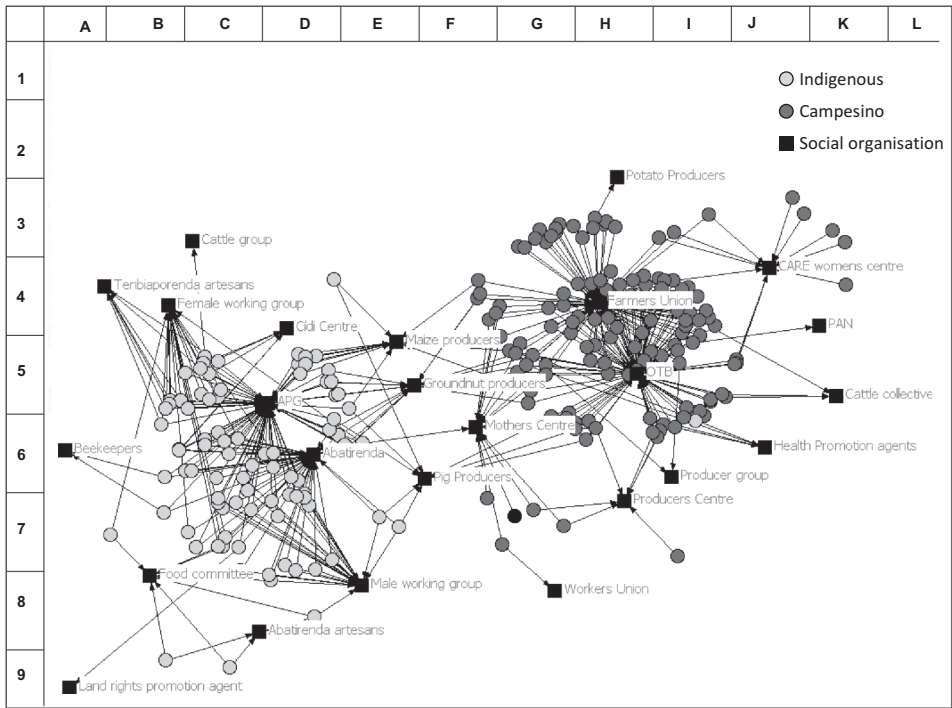 A B C D E F G H I J K L
1
Indigenous
Campesino
Social organisation
2
Potato Producers
3
Cattle group
CARE womens centre
Tenbiaporenda artesans
4
Female working group
Farmers Union
Cidi Centre
PAN
Maize producers
5
OTB
Groundnut producers
Cattle collective
APG
Mothers Centre
6
Beekeepers
Abatirenda
Health Promotion agents
Pig Producers
Producer group
7
Producers Centre
Food committee
Male working group
8
Workers Union
Abatirenda artesans
9
Land rights promotion agent